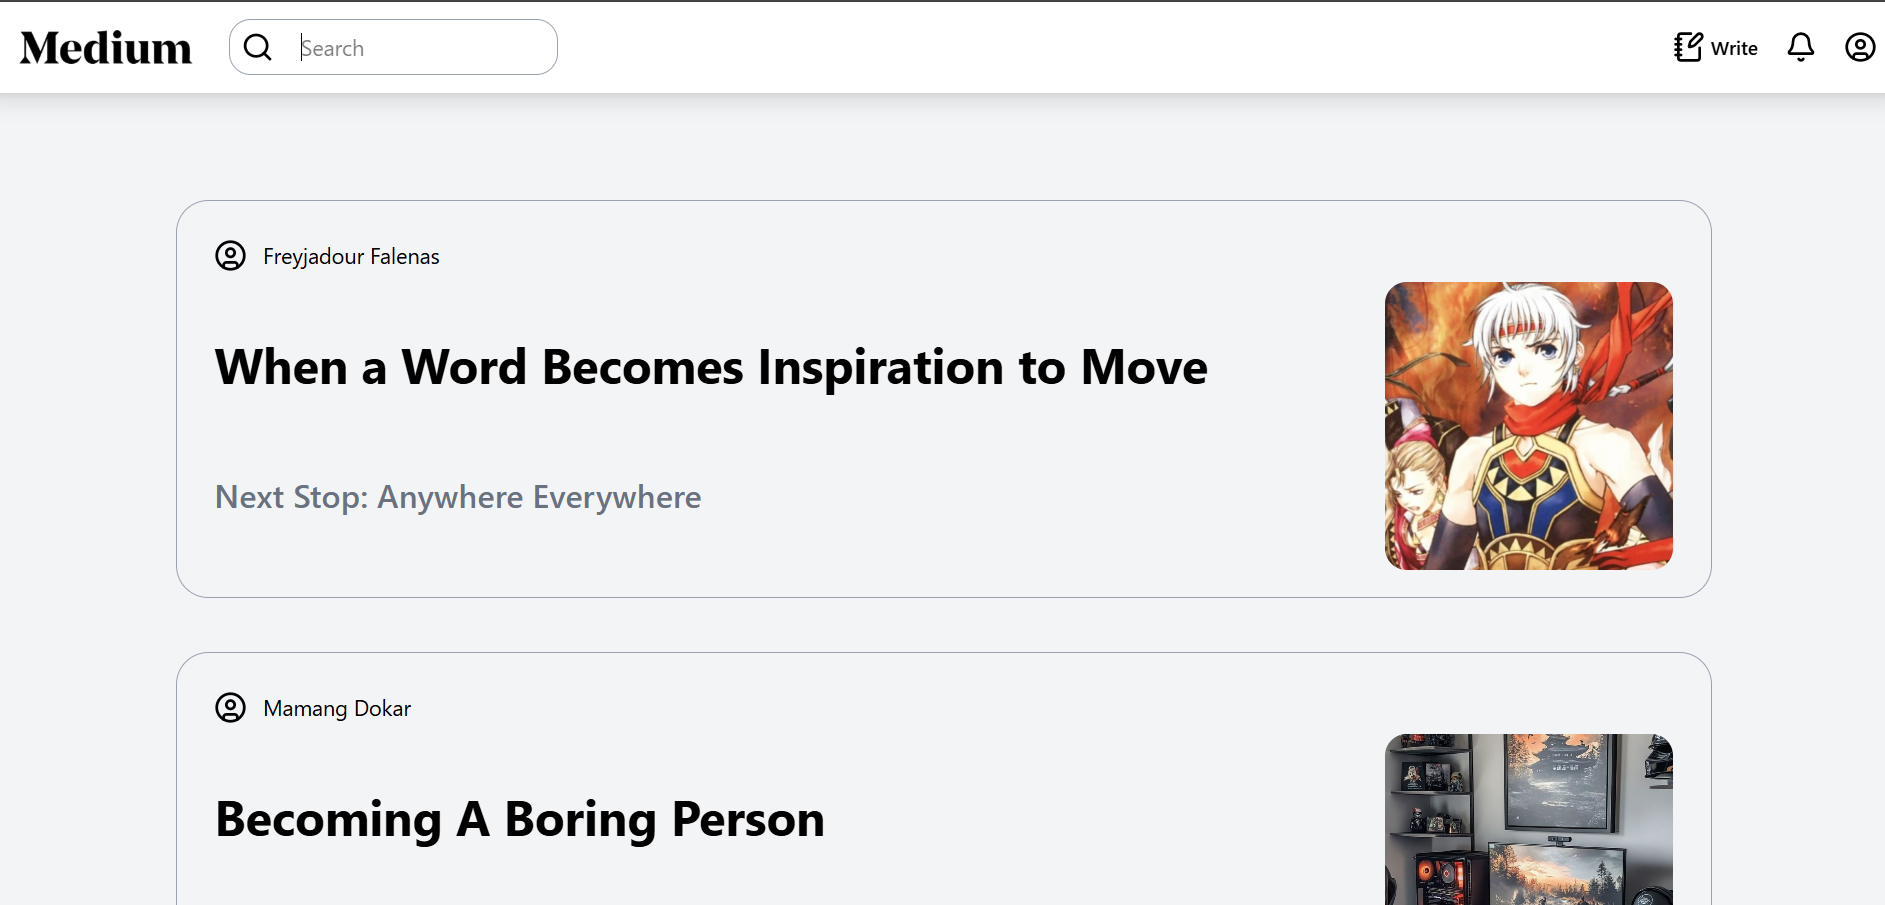 Medium
Search
Write
Freyjadour Falenas
When a Word Becomes Inspiration to Move
Next Stop: Anywhere Everywhere
Mamang Dokar
Becoming A Boring Person